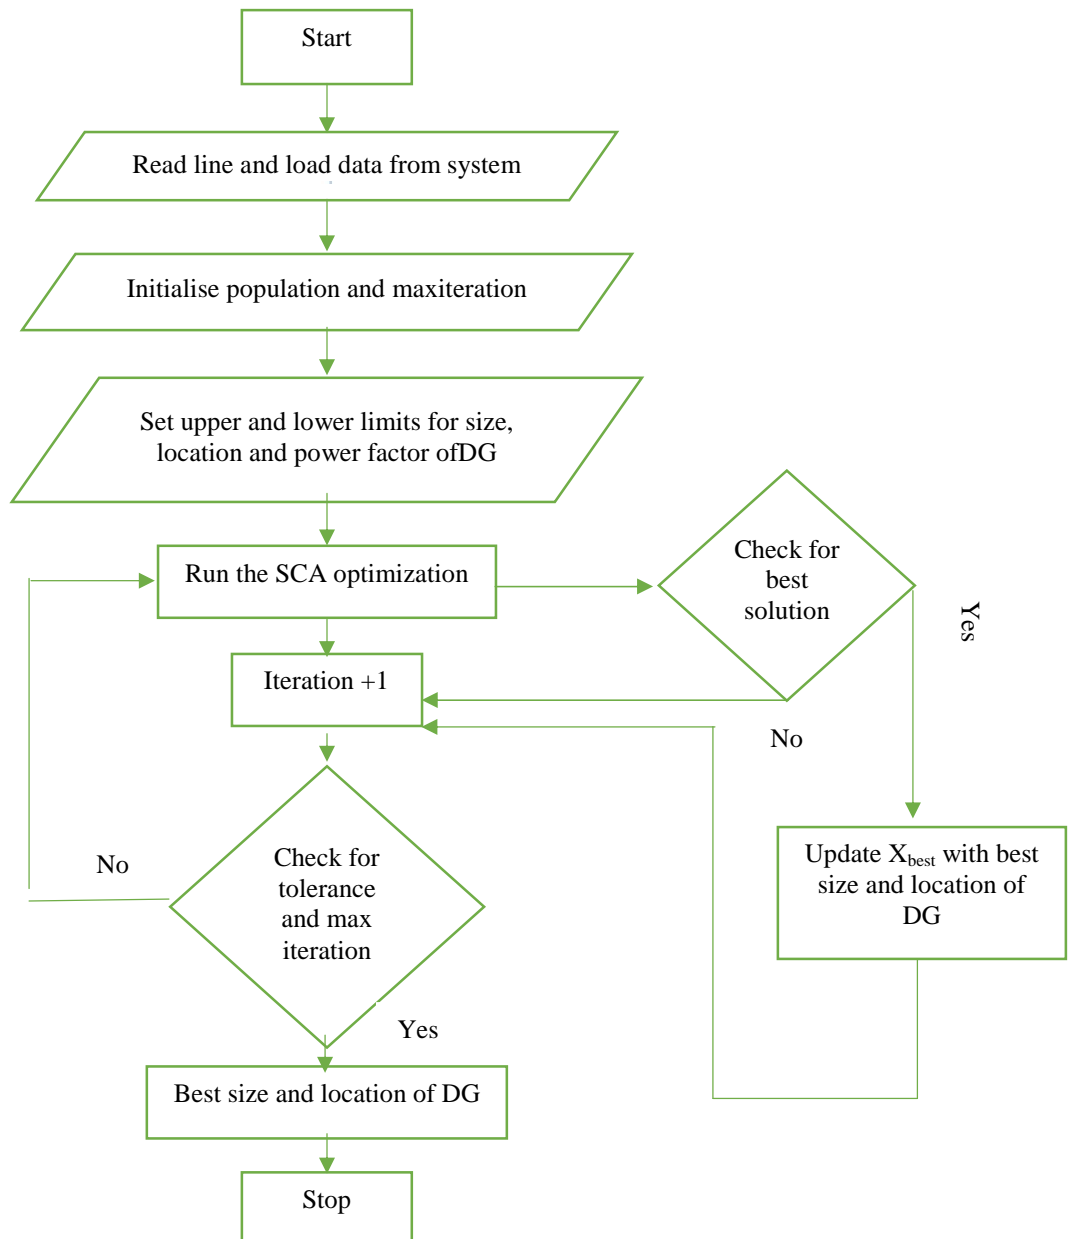 Start
Read line and load data from system
Initialise population and maxiteration
Set upper and lower limits for size,
location and power factor ofDG
Run the SCA optimization
Check for
best
solution
Yes
Iteration +1
No
Update Xbest with best
size and location of
DG
Check for
tolerance
and max
iteration
No
Yes
Best size and location of DG
Stop